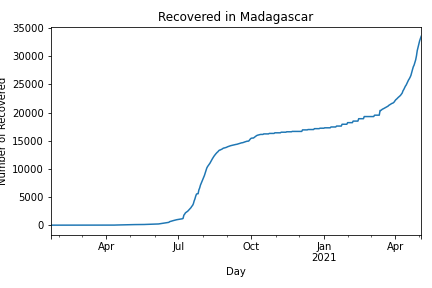 Recovered in Madagascar
Number of Recovered
35000
30000
25000
20000
15000
10000
5000
0
Apr
Jul
Oct
Jan
2021
Apr
Day